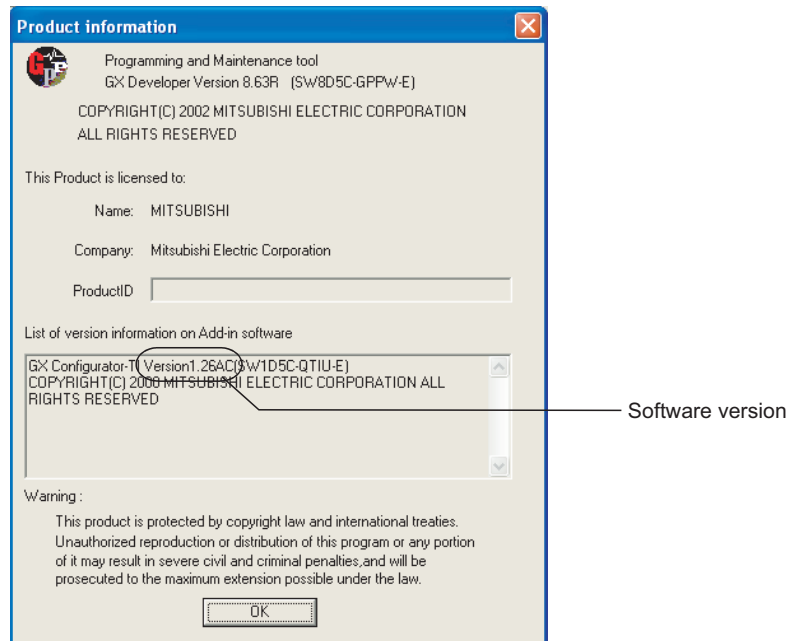 Product information
Programming and Maintenance tool
GX Developer Version 8.63R (SW8D5C-GPPW-E)
COPYRIGHT(C) 2002 MITSUBISHI ELECTRIC CORPORATION
ALL RIGHTS RESERVED
This Product is licensed to:
Name: MITSUBISHI
Company: Mitsubishi Electric Corporation
ProductID
List of version information on Add-in software
GX Configurator-TI Version1.26AC(SW1D5C-QTIU-E)
COPYRIGHT(C) 2000 MITSUBISHI ELECTRIC CORPORATION ALL
RIGHTS RESERVED
Software version
Warning :
This product is protected by copyright law and international treaties.
Unauthorized reproduction or distribution of this program or any portion
of it may result in severe civil and criminal penalties,and will be
prosecuted to the maximum extension possible under the law.
OK